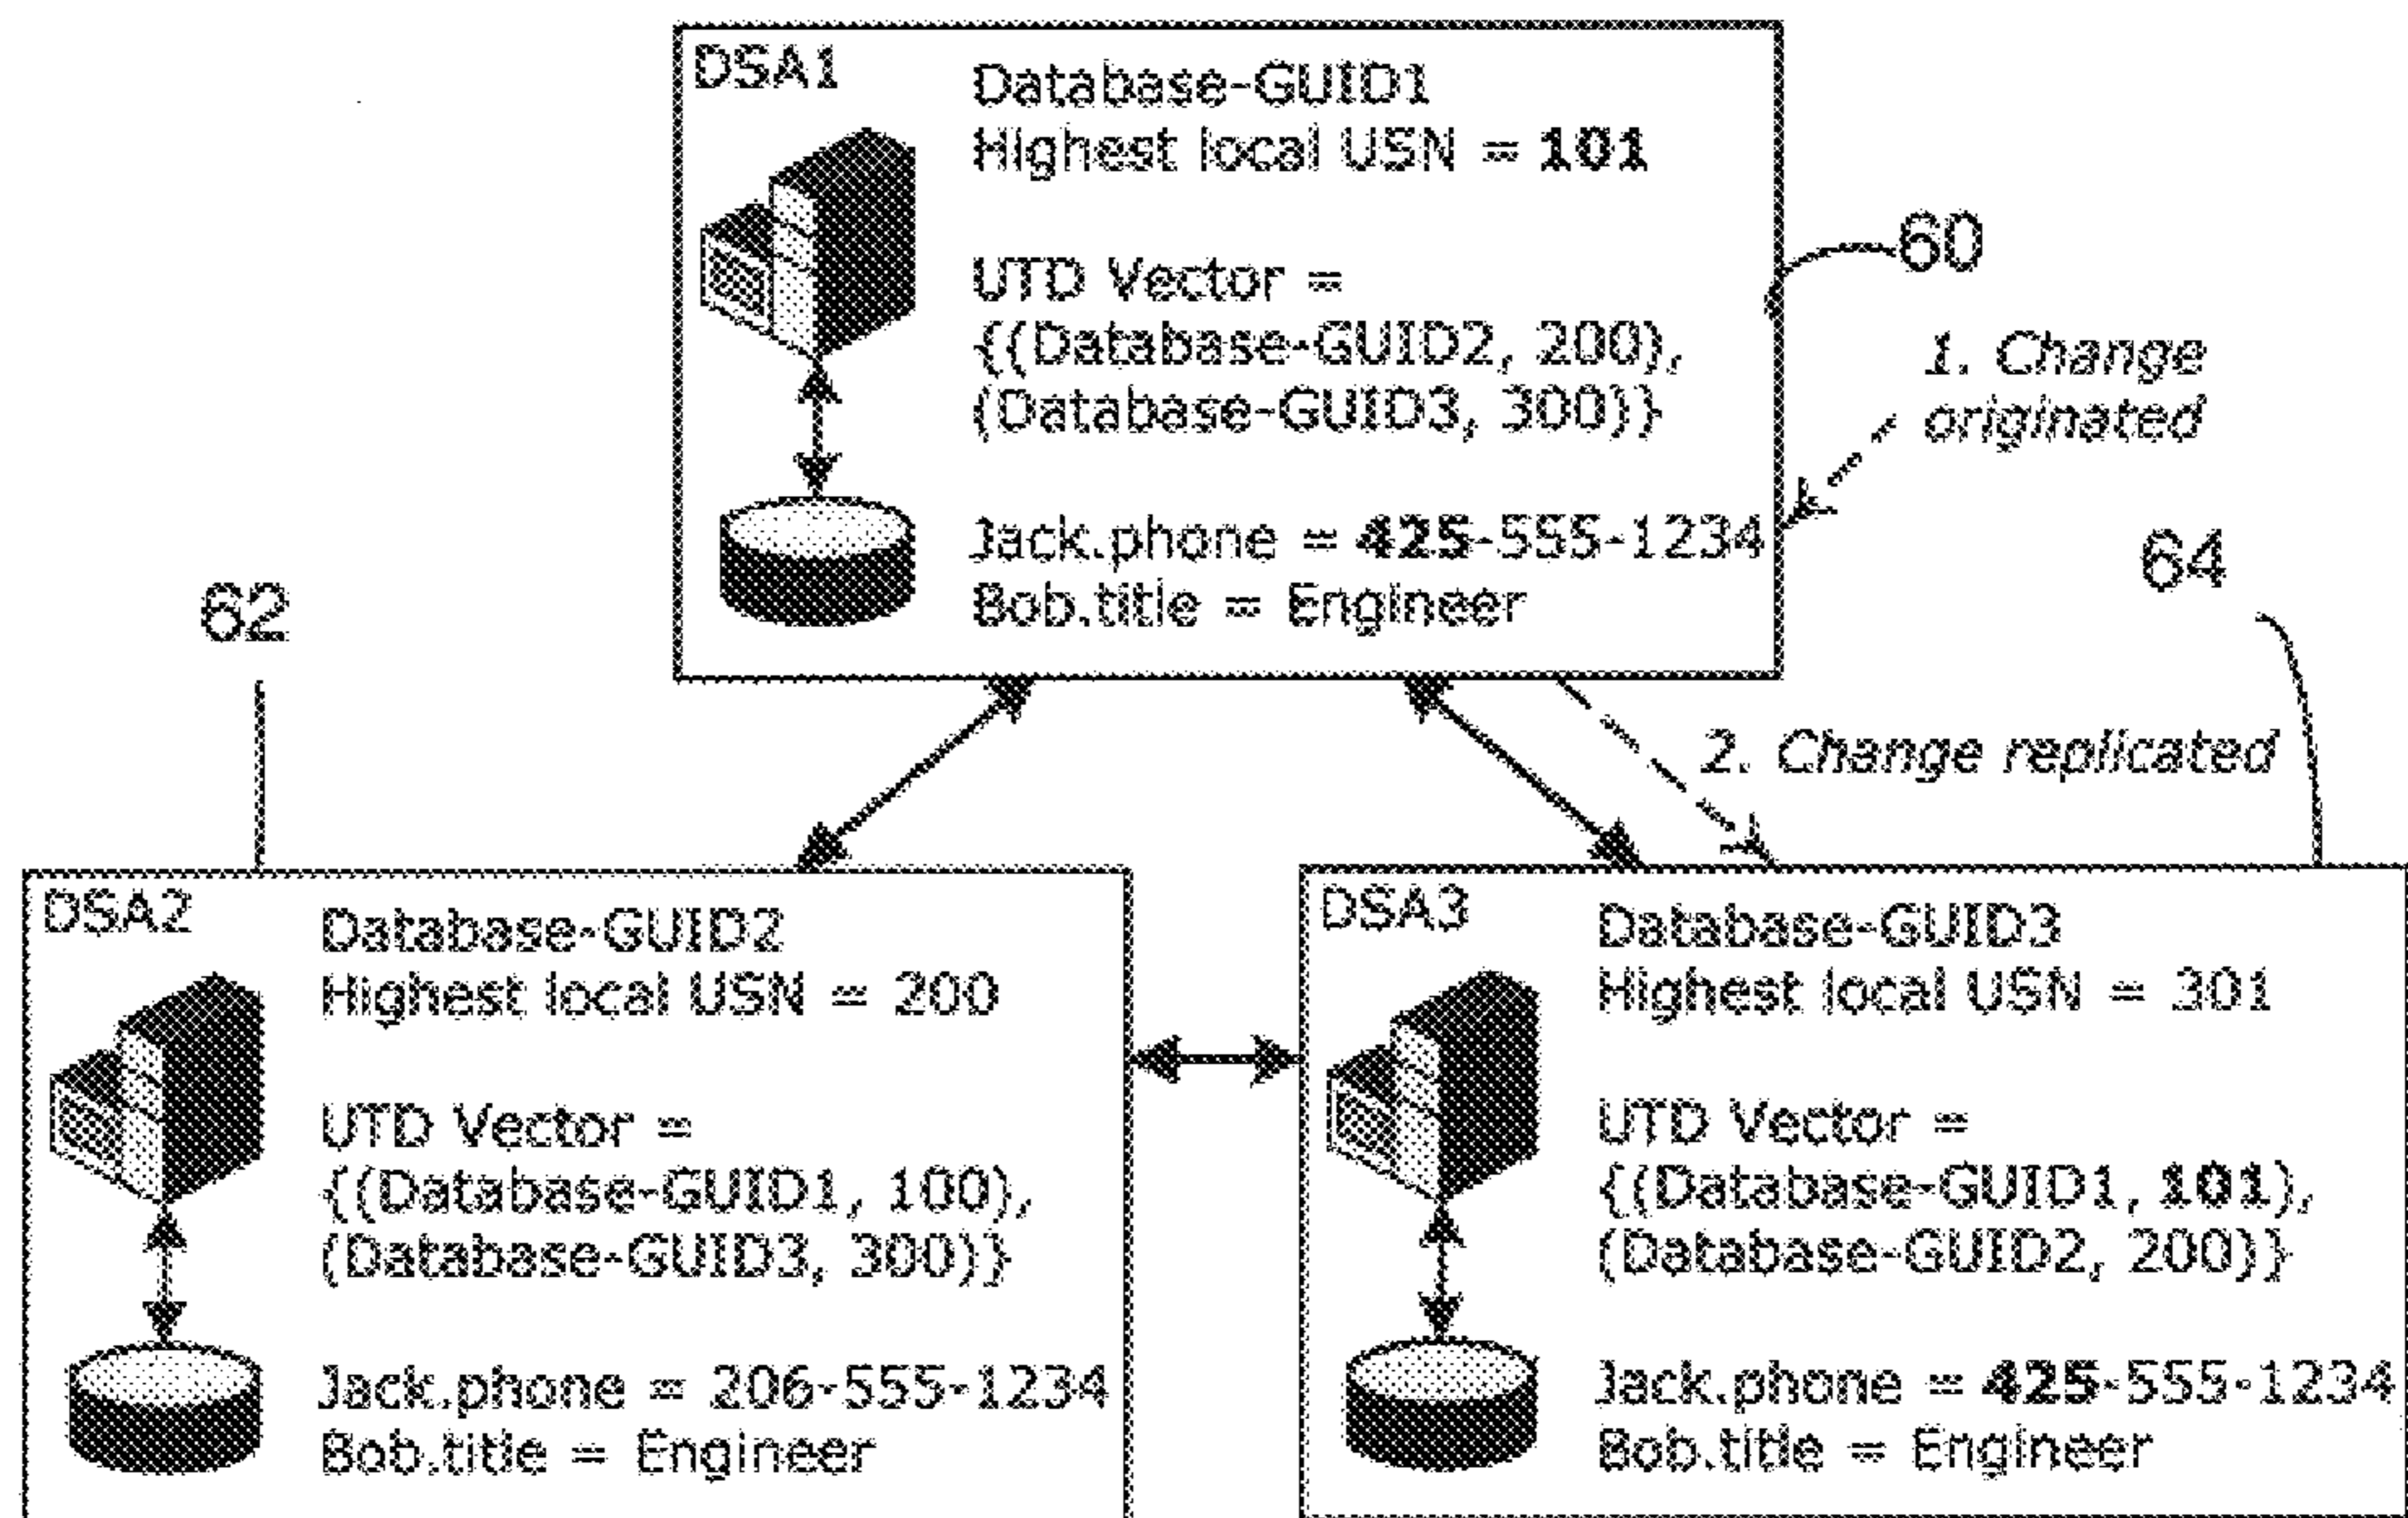 DSA1
Database-GUID1
Highest local USN = 101
UTD Vector =
{(Database-GUID2, 200),
(Database-GUID3, 300)}
Jack.phone = 425-555-1234
Bob.title = Engineer
60
1. Change
originated
62
64
2. Change replicated
DSA2
Database-GUID2
Highest local USN = 200
UTD Vector =
{(Database-GUID1, 100),
(Database-GUID3, 300)}
Jack.phone = 206-555-1234
Bob.title = Engineer
DSA3
Database-GUID3
Highest local USN = 301
UTD Vector =
{(Database-GUID1, 101),
(Database-GUID2, 200)}
Jack.phone = 425-555-1234
Bob.title = Engineer